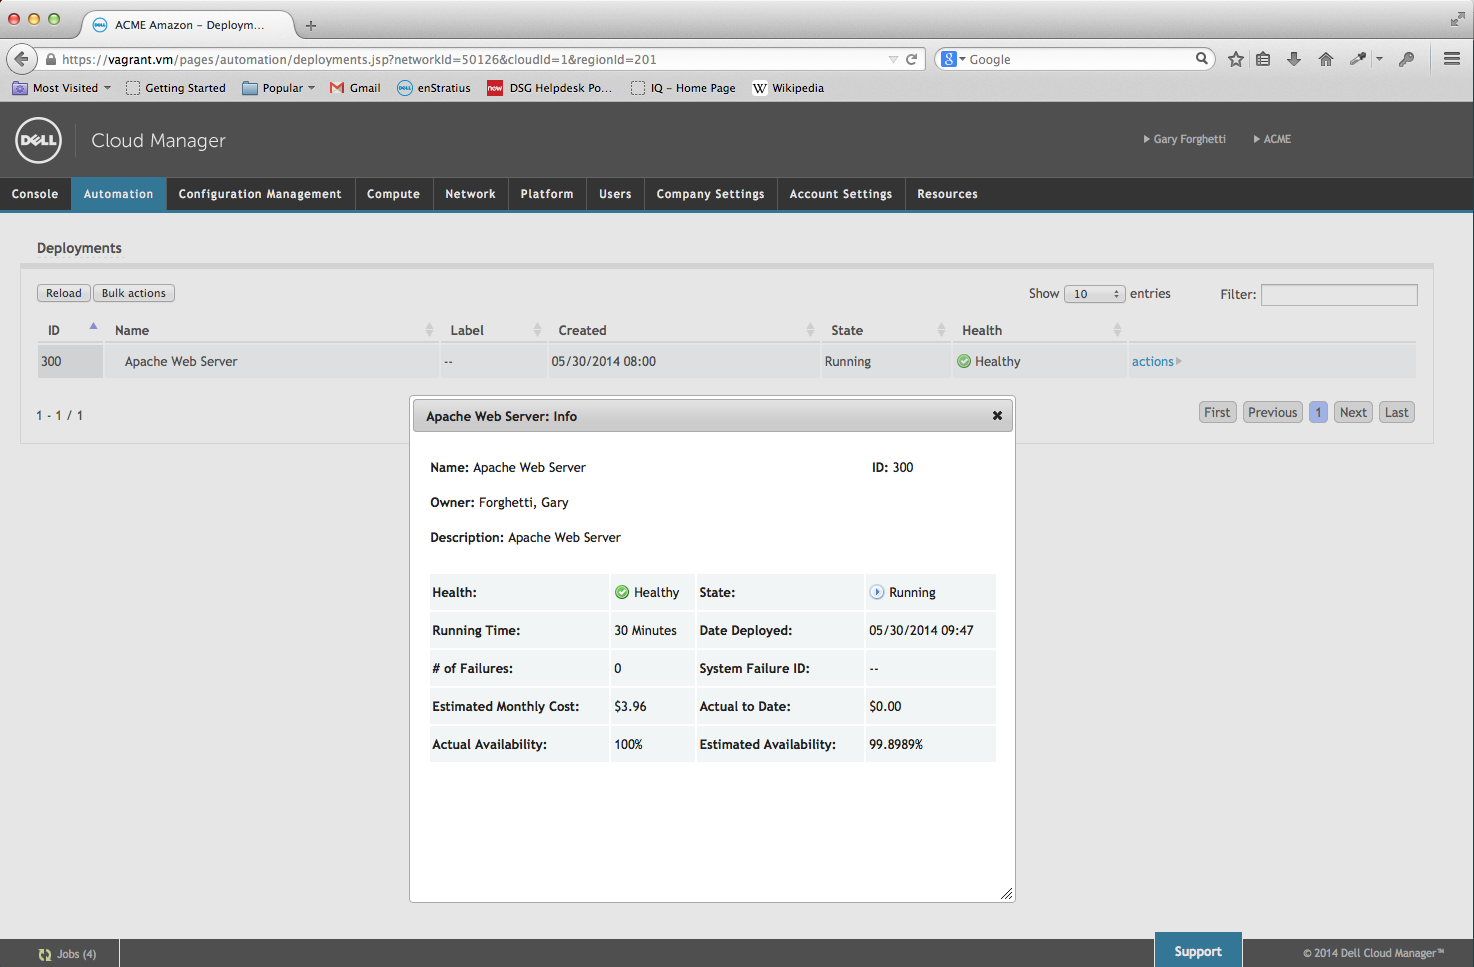 ACME Amazon – Deploym...
https://vagrant.vm/pages/automation/deployments.jsp?networkId=50126&cloudId=1&regionId=201
Google
Most Visited Getting Started Popular Gmail enStratius DSG Helpdesk Po... IQ – Home Page Wikipedia
DELL Cloud Manager Gary Forghetti ACME
Console Automation Configuration Management Compute Network Platform Users Company Settings Account Settings Resources
Deployments
Reload Bulk actions Show 10 entries Filter:
ID Name Label Created State Health
300 Apache Web Server -- 05/30/2014 08:00 Running Healthy actions
1 - 1 / 1 First Previous 1 Next Last
Apache Web Server: Info
Name: Apache Web Server ID: 300
Owner: Forghetti, Gary
Description: Apache Web Server
Health: Healthy State: Running
Running Time: 30 Minutes Date Deployed: 05/30/2014 09:47
# of Failures: 0 System Failure ID: --
Estimated Monthly Cost: $3.96 Actual to Date: $0.00
Actual Availability: 100% Estimated Availability: 99.8989%
Jobs (4) Support © 2014 Dell Cloud Manager™